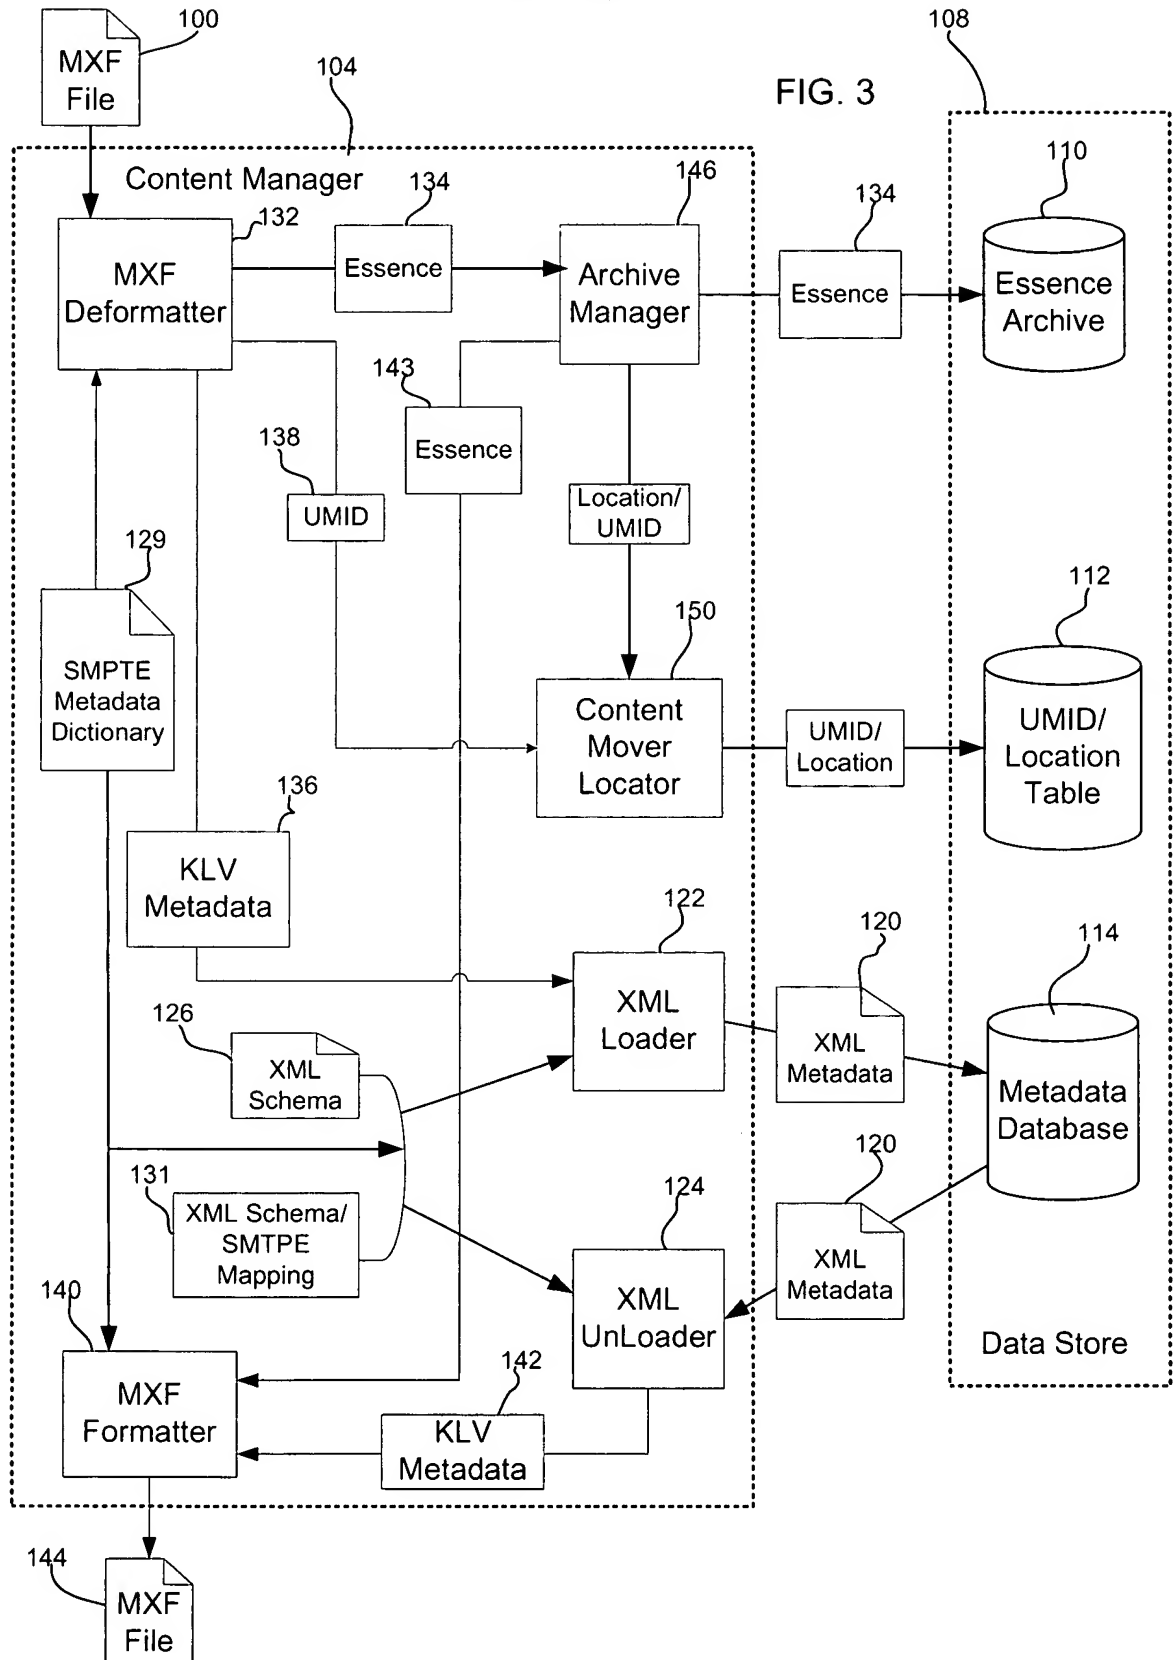 100
MXF
File
104
FIG. 3
108
Content Manager
132
134
146
134
110
MXF
Deformatter
Essence
Archive
Manager
Essence
Essence
Archive
143
Essence
138
UMID
Location/
UMID
129
SMPTE
Metadada
Dictionary
150
Content
Mover
Locator
UMID/
Location
112
UMID/
Location
Table
136
KLV
Metadata
122
XML
Loader
120
XML
Metadata
114
Metadata
Database
126
XML
Schema
131
XML Schema/
SMTPE
Mapping
124
XML
UnLoader
120
XML
Metadata
Data Store
140
MXF
Formatter
142
KLV
Metadata
144
MXF
File